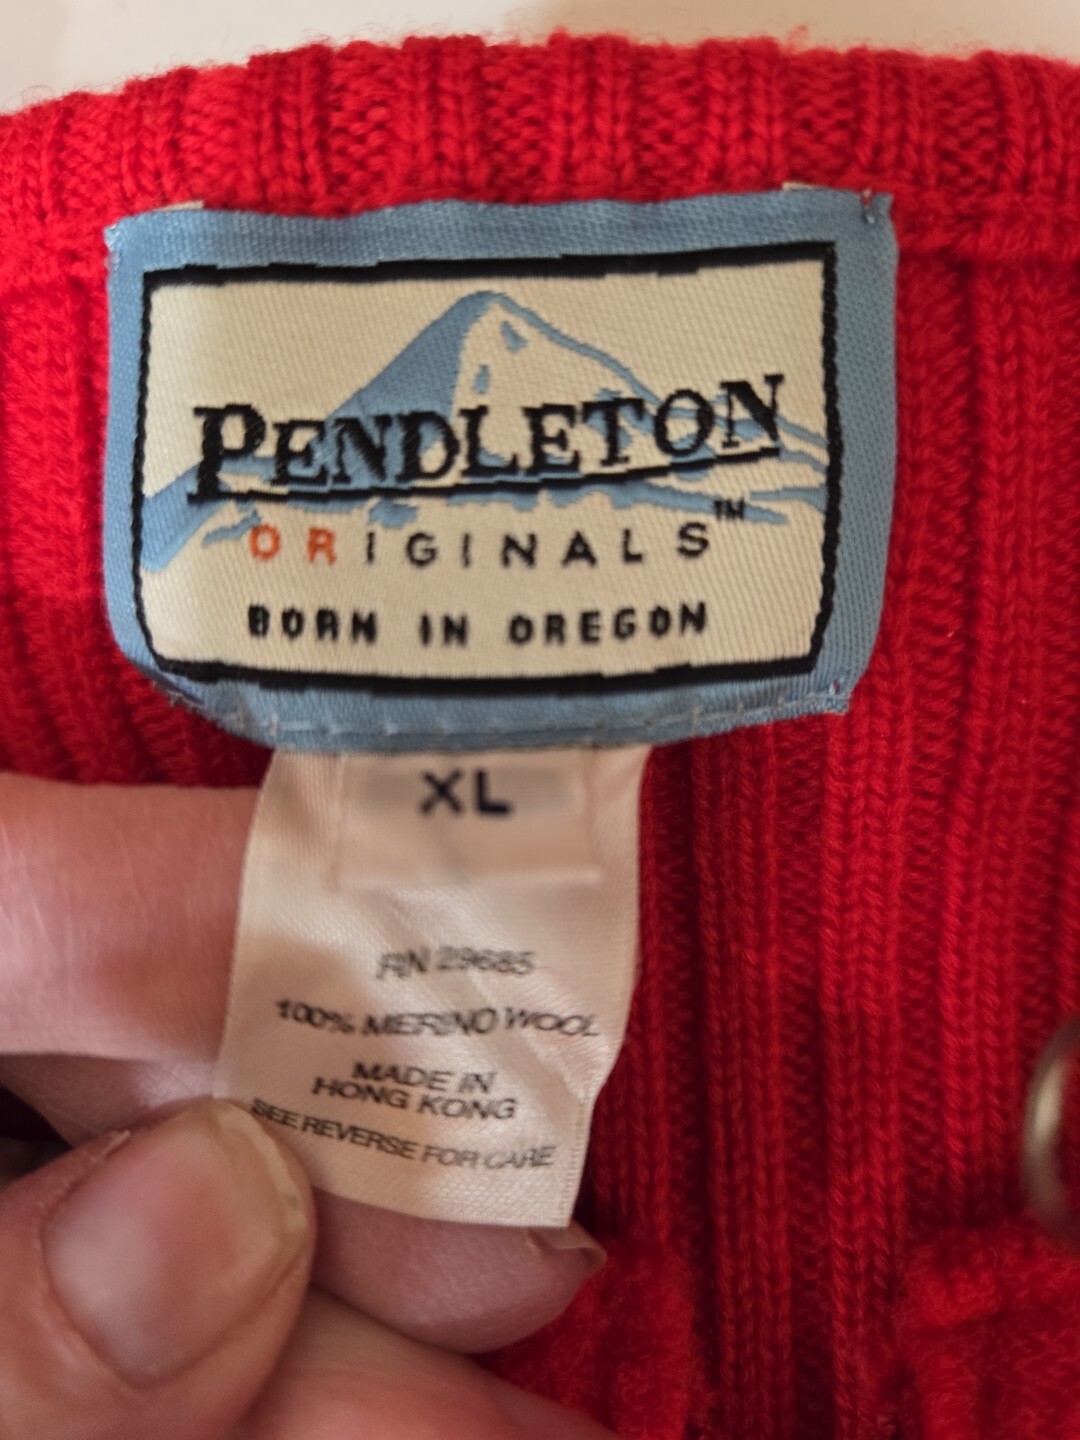 PENDLETON
ORIGINALS™
BORN IN OREGON
XL
RN 29685
100% MERINO WOOL
MADE IN
HONG KONG
SEE REVERSE FOR CARE